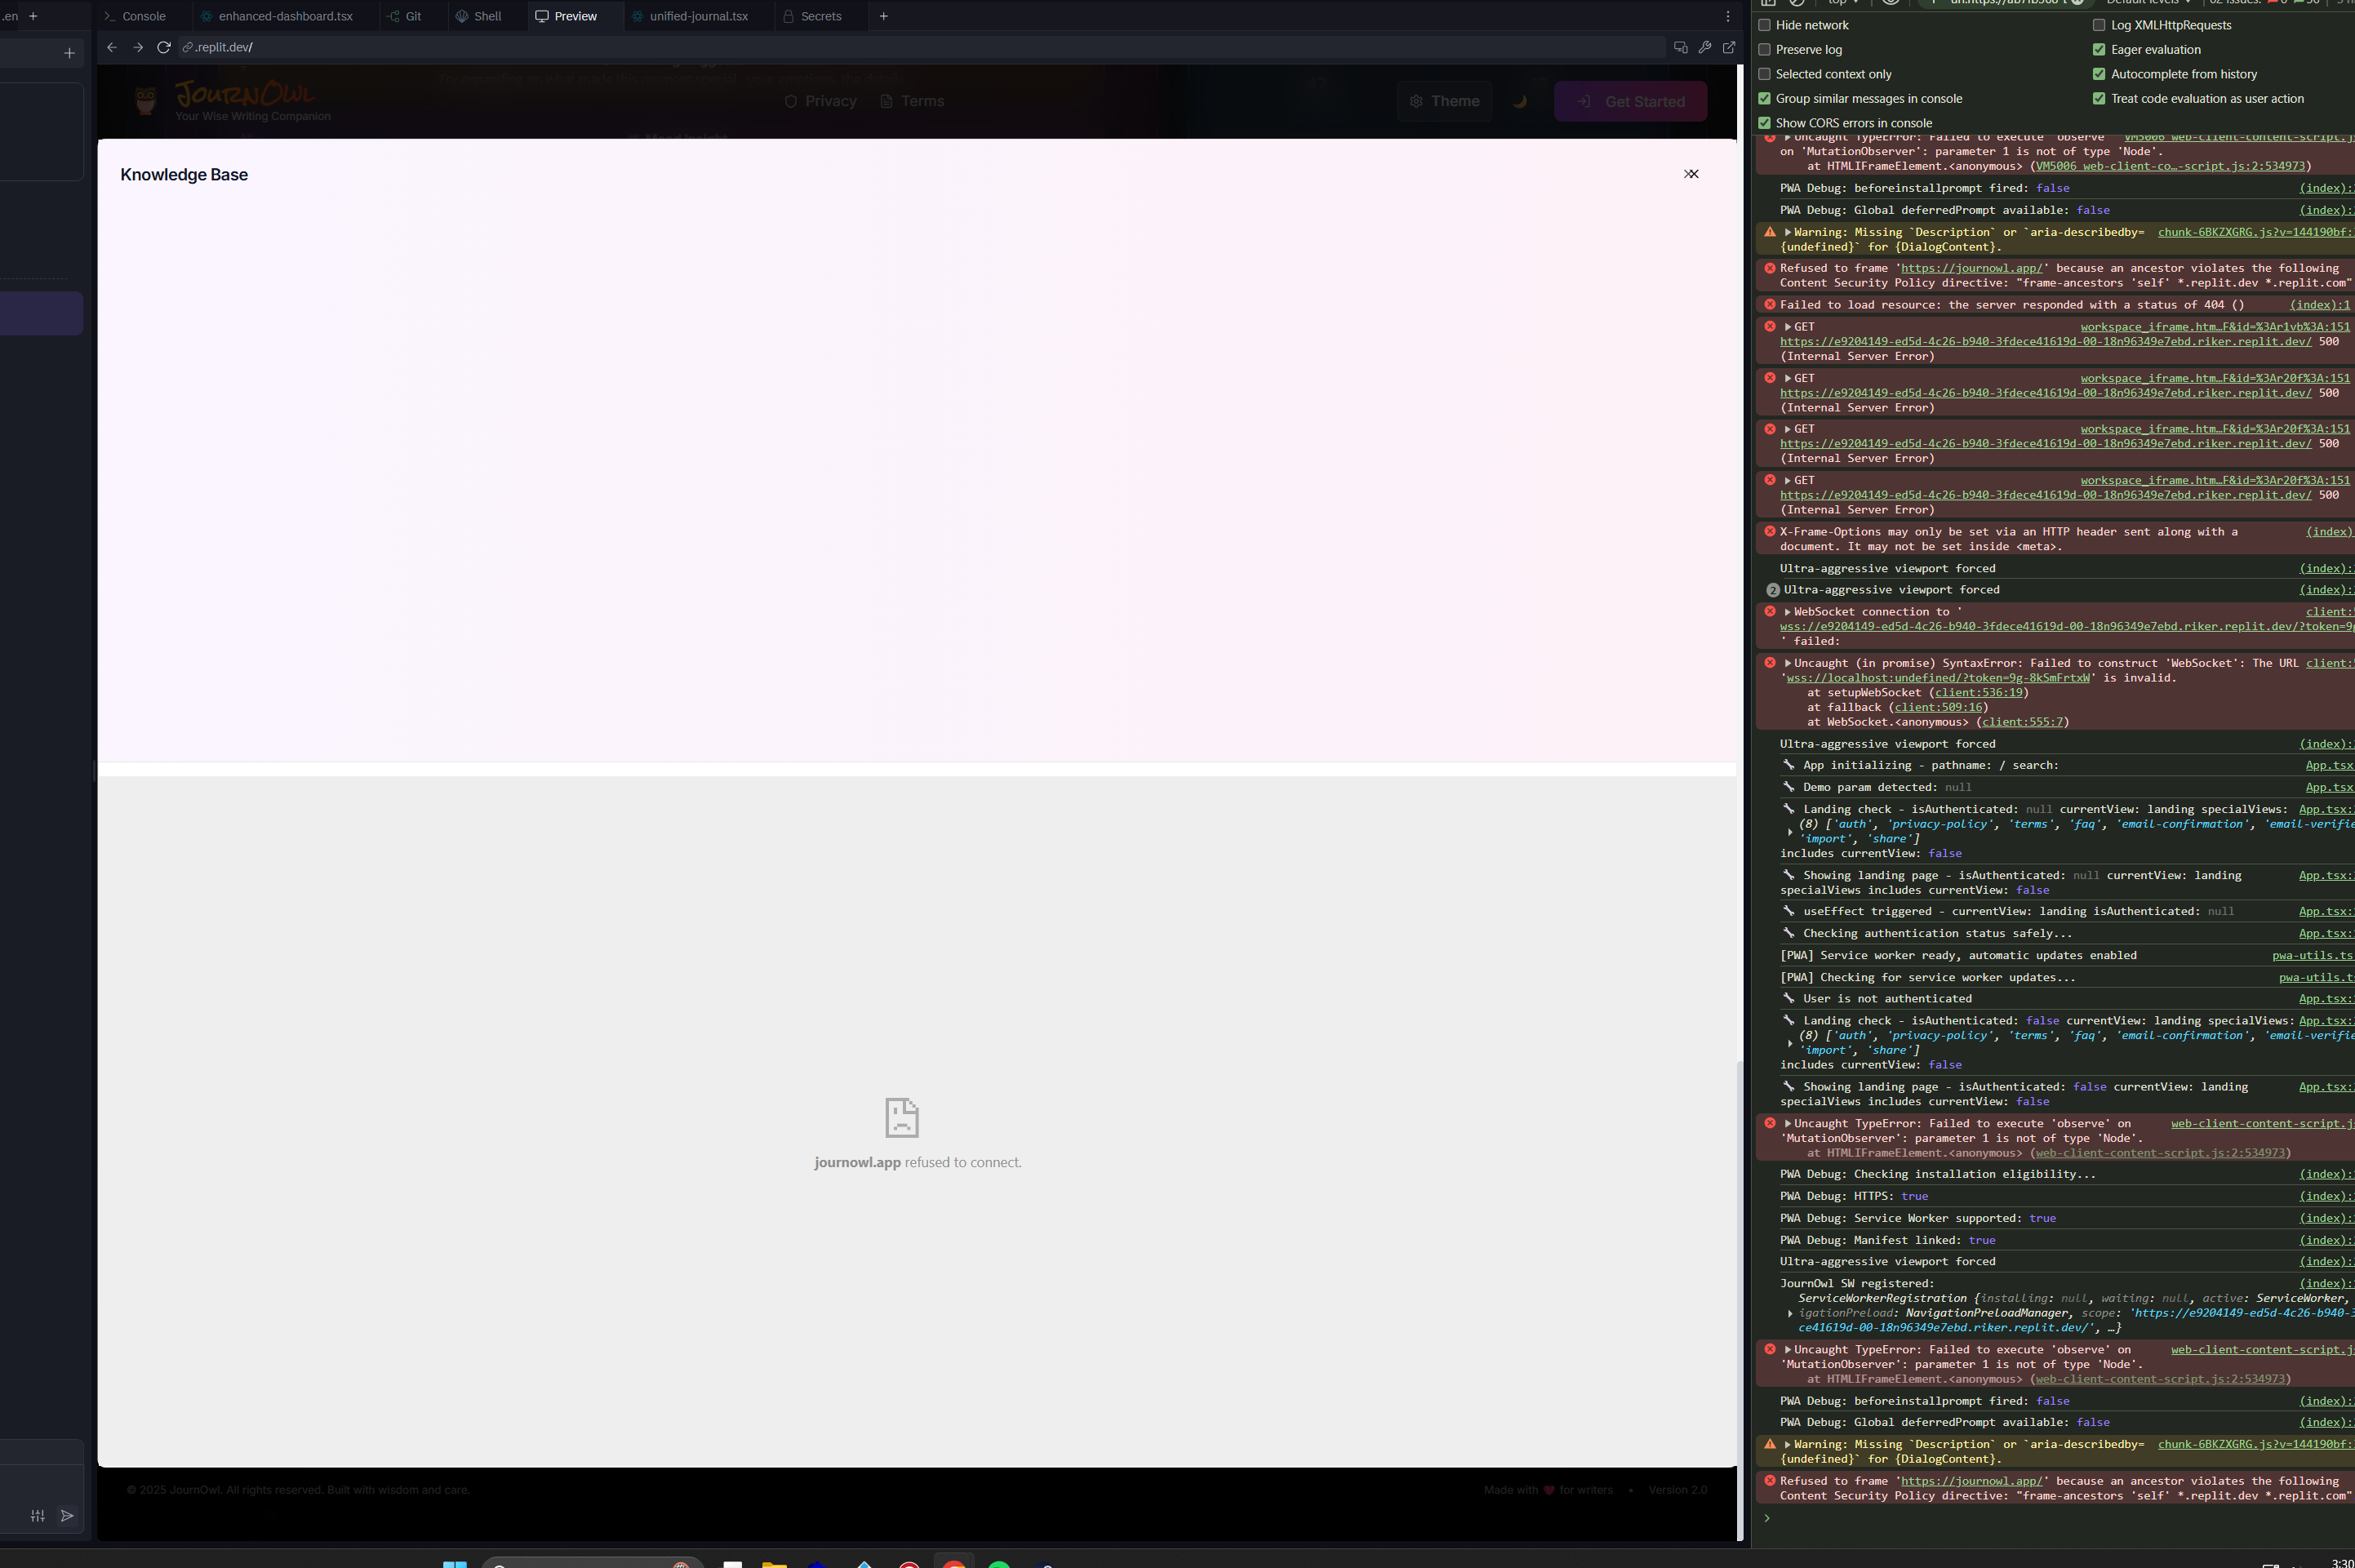 .en
Console
enhanced-dashboard.tsx
Git
Shell
Preview
unified-journal.tsx
Secrets
.replit.dev/
JournOwl
Your Wise Writing Companion
Privacy
Terms
Theme
Get Started
Knowledge Base
journowl.app refused to connect.
© 2025 JournOwl. All rights reserved. Built with wisdom and care.
Made with ❤ for writers • Version 2.0
Hide network
Log XMLHttpRequests
Preserve log
Eager evaluation
Selected context only
Autocomplete from history
Group similar messages in console
Treat code evaluation as user action
Show CORS errors in console
Uncaught TypeError: Failed to execute 'observe' VM5006 web-client-content-script.js
on 'MutationObserver': parameter 1 is not of type 'Node'.
at HTMLIFrameElement.<anonymous> (VM5006 web-client-co…-script.js:2:534973)
PWA Debug: beforeinstallprompt fired: false (index):
PWA Debug: Global deferredPrompt available: false (index):
Warning: Missing `Description` or `aria-describedby= chunk-6BKZXGRG.js?v=144190bf:
{undefined}` for {DialogContent}.
Refused to frame 'https://journowl.app/' because an ancestor violates the following
Content Security Policy directive: "frame-ancestors 'self' *.replit.dev *.replit.com"
Failed to load resource: the server responded with a status of 404 () (index):1
GET workspace_iframe.htm…F&id=%3Ar1vb%3A:151
https://e9204149-ed5d-4c26-b940-3fdece41619d-00-18n96349e7ebd.riker.replit.dev/ 500
(Internal Server Error)
GET workspace_iframe.htm…F&id=%3Ar20f%3A:151
https://e9204149-ed5d-4c26-b940-3fdece41619d-00-18n96349e7ebd.riker.replit.dev/ 500
(Internal Server Error)
GET workspace_iframe.htm…F&id=%3Ar20f%3A:151
https://e9204149-ed5d-4c26-b940-3fdece41619d-00-18n96349e7ebd.riker.replit.dev/ 500
(Internal Server Error)
GET workspace_iframe.htm…F&id=%3Ar20f%3A:151
https://e9204149-ed5d-4c26-b940-3fdece41619d-00-18n96349e7ebd.riker.replit.dev/ 500
(Internal Server Error)
X-Frame-Options may only be set via an HTTP header sent along with a (index)
document. It may not be set inside <meta>.
Ultra-aggressive viewport forced (index):
2 Ultra-aggressive viewport forced (index):
WebSocket connection to ' client:
wss://e9204149-ed5d-4c26-b940-3fdece41619d-00-18n96349e7ebd.riker.replit.dev/?token=9g
' failed:
Uncaught (in promise) SyntaxError: Failed to construct 'WebSocket': The URL client:
'wss://localhost:undefined/?token=9g-8kSmFrtxW' is invalid.
at setupWebSocket (client:536:19)
at fallback (client:509:16)
at WebSocket.<anonymous> (client:555:7)
Ultra-aggressive viewport forced (index):
App initializing - pathname: / search: App.tsx
Demo param detected: null App.tsx
Landing check - isAuthenticated: null currentView: landing specialViews: App.tsx:
(8) ['auth', 'privacy-policy', 'terms', 'faq', 'email-confirmation', 'email-verifie
'import', 'share']
includes currentView: false
Showing landing page - isAuthenticated: null currentView: landing App.tsx:
specialViews includes currentView: false
useEffect triggered - currentView: landing isAuthenticated: null App.tsx:
Checking authentication status safely... App.tsx:
[PWA] Service worker ready, automatic updates enabled pwa-utils.ts
[PWA] Checking for service worker updates... pwa-utils.t
User is not authenticated App.tsx:
Landing check - isAuthenticated: false currentView: landing specialViews: App.tsx:
(8) ['auth', 'privacy-policy', 'terms', 'faq', 'email-confirmation', 'email-verifie
'import', 'share']
includes currentView: false
Showing landing page - isAuthenticated: false currentView: landing App.tsx:
specialViews includes currentView: false
Uncaught TypeError: Failed to execute 'observe' on web-client-content-script.js
'MutationObserver': parameter 1 is not of type 'Node'.
at HTMLIFrameElement.<anonymous> (web-client-content-script.js:2:534973)
PWA Debug: Checking installation eligibility... (index):
PWA Debug: HTTPS: true (index):
PWA Debug: Service Worker supported: true (index):
PWA Debug: Manifest linked: true (index):
Ultra-aggressive viewport forced (index):
JournOwl SW registered: (index):
ServiceWorkerRegistration {installing: null, waiting: null, active: ServiceWorker,
igationPreload: NavigationPreloadManager, scope: 'https://e9204149-ed5d-4c26-b940-3
ce41619d-00-18n96349e7ebd.riker.replit.dev/', …}
Uncaught TypeError: Failed to execute 'observe' on web-client-content-script.js
'MutationObserver': parameter 1 is not of type 'Node'.
at HTMLIFrameElement.<anonymous> (web-client-content-script.js:2:534973)
PWA Debug: beforeinstallprompt fired: false (index):
PWA Debug: Global deferredPrompt available: false (index):
Warning: Missing `Description` or `aria-describedby= chunk-6BKZXGRG.js?v=144190bf:
{undefined}` for {DialogContent}.
Refused to frame 'https://journowl.app/' because an ancestor violates the following
Content Security Policy directive: "frame-ancestors 'self' *.replit.dev *.replit.com"
3:30